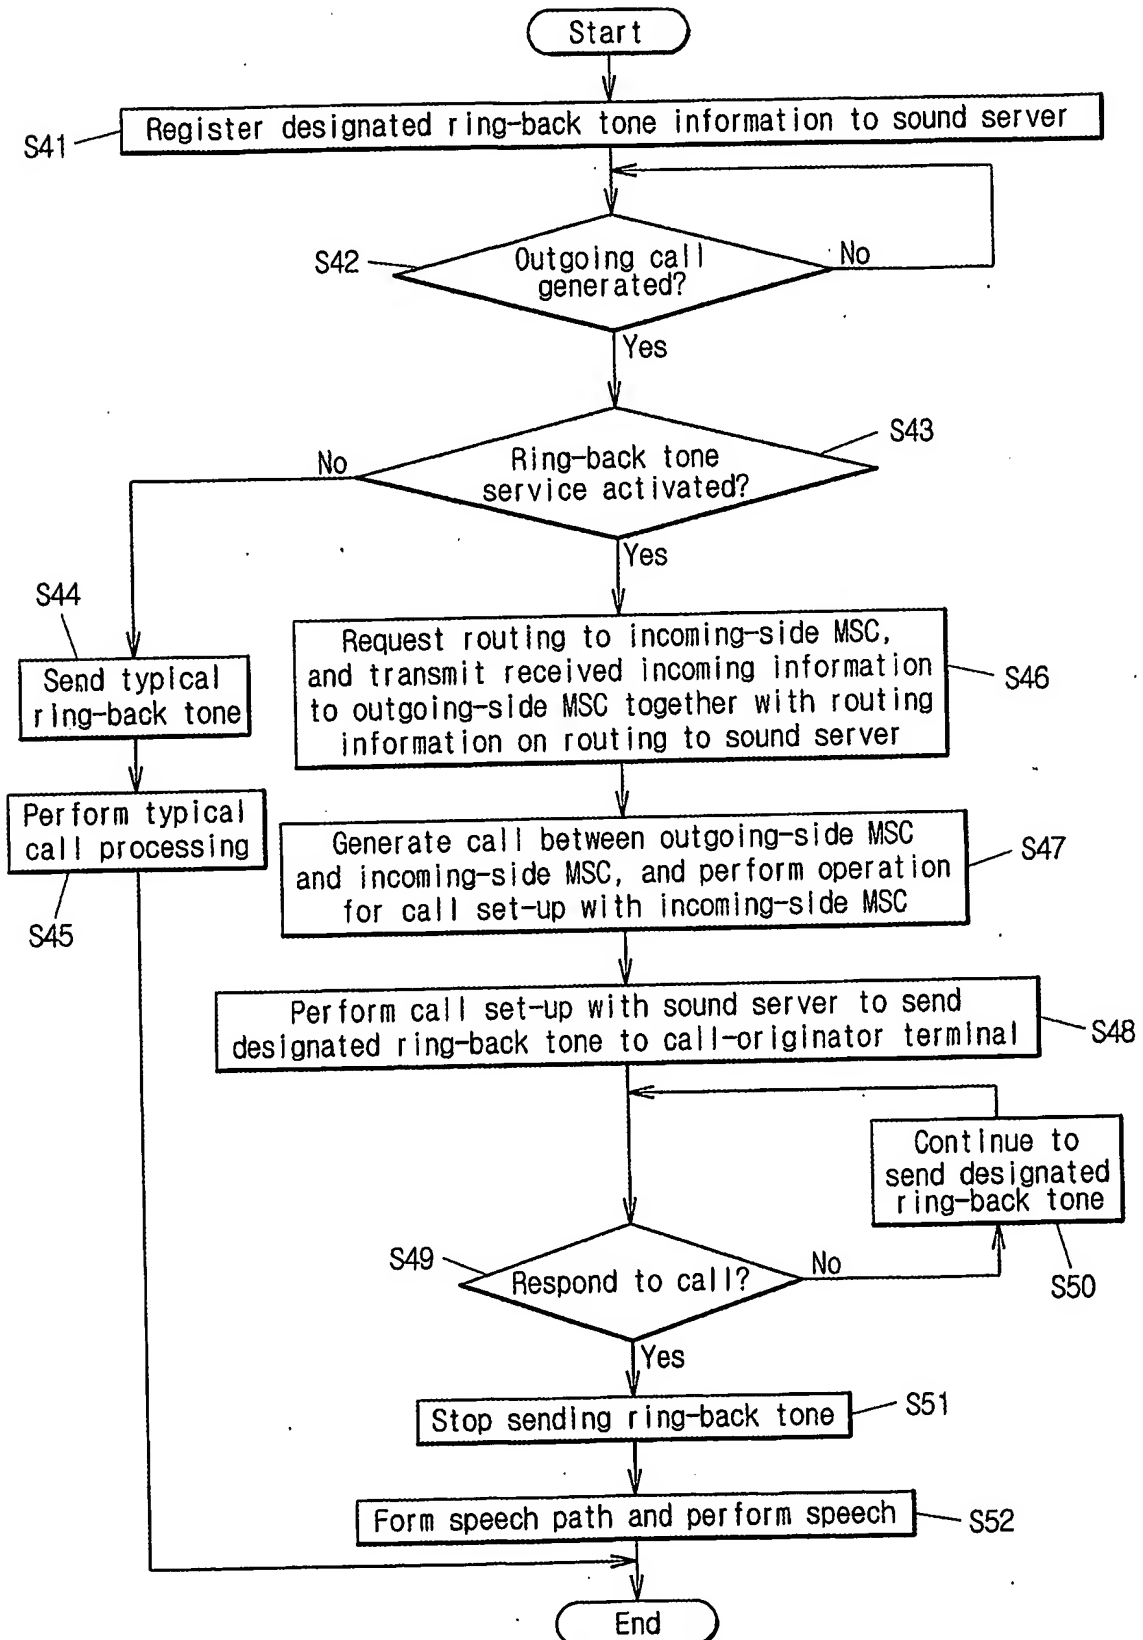 Start
S41
Register designated ring-back tone information to sound server
S42
Outgoing call
generated?
No
Yes
S43
Ring-back tone
service activated?
No
Yes
S44
Send typical
ring-back tone
Perform typical
call processing
S45
Request routing to incoming-side MSC,
and transmit received incoming information
to outgoing-side MSC together with routing
information on routing to sound server
S46
Generate call between outgoing-side MSC
and incoming-side MSC, and perform operation
for call set-up with incoming-side MSC
S47
Perform call set-up with sound server to send
designated ring-back tone to call-originator terminal
S48
Continue to
send designated
ring-back tone
S50
S49
Respond to call?
No
Yes
Stop sending ring-back tone
S51
Form speech path and perform speech
S52
End